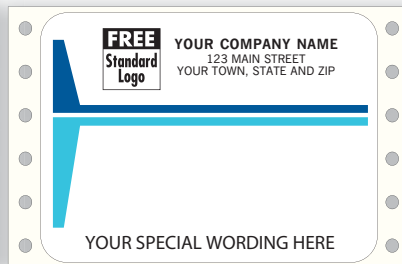 FREE
Standard
Logo
YOUR COMPANY NAME
123 MAIN STREET
YOUR TOWN, STATE AND ZIP
YOUR SPECIAL WORDING HERE